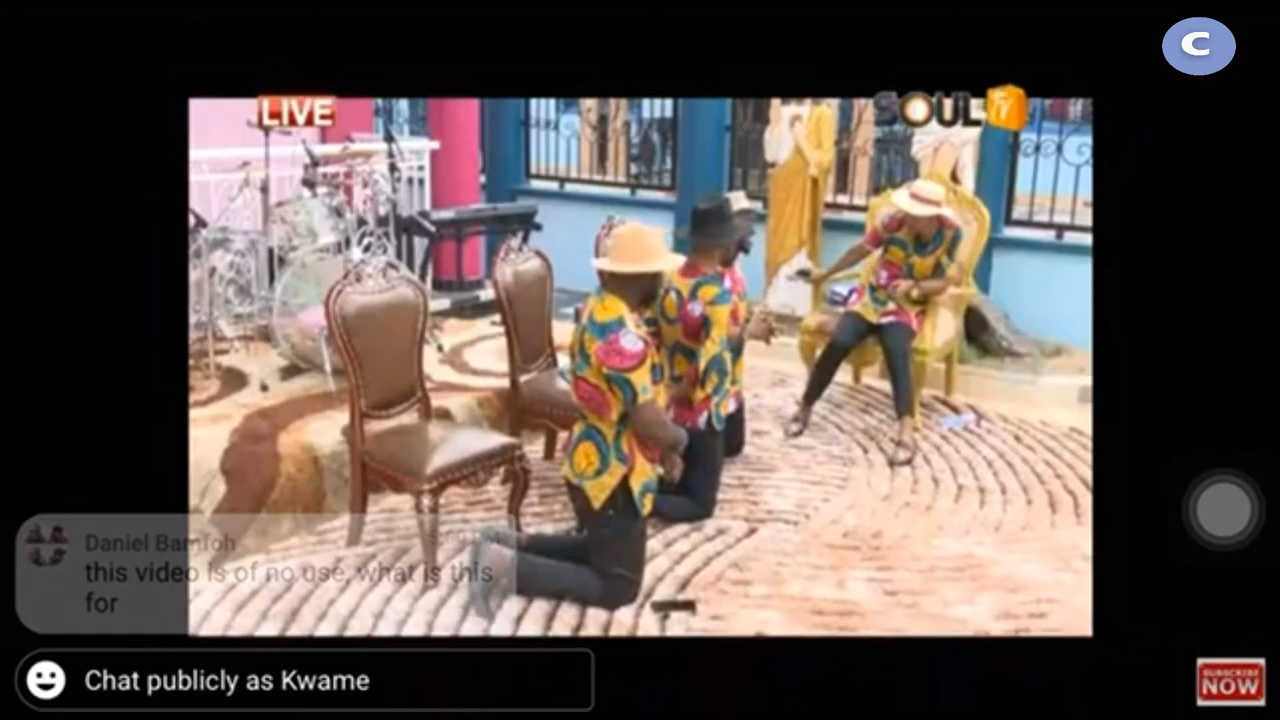 C
LIVE
SOUL TV
Daniel Bamfoh
this video is of no use, what is this
for
Chat publicly as Kwame
SUBSCRIBE
NOW